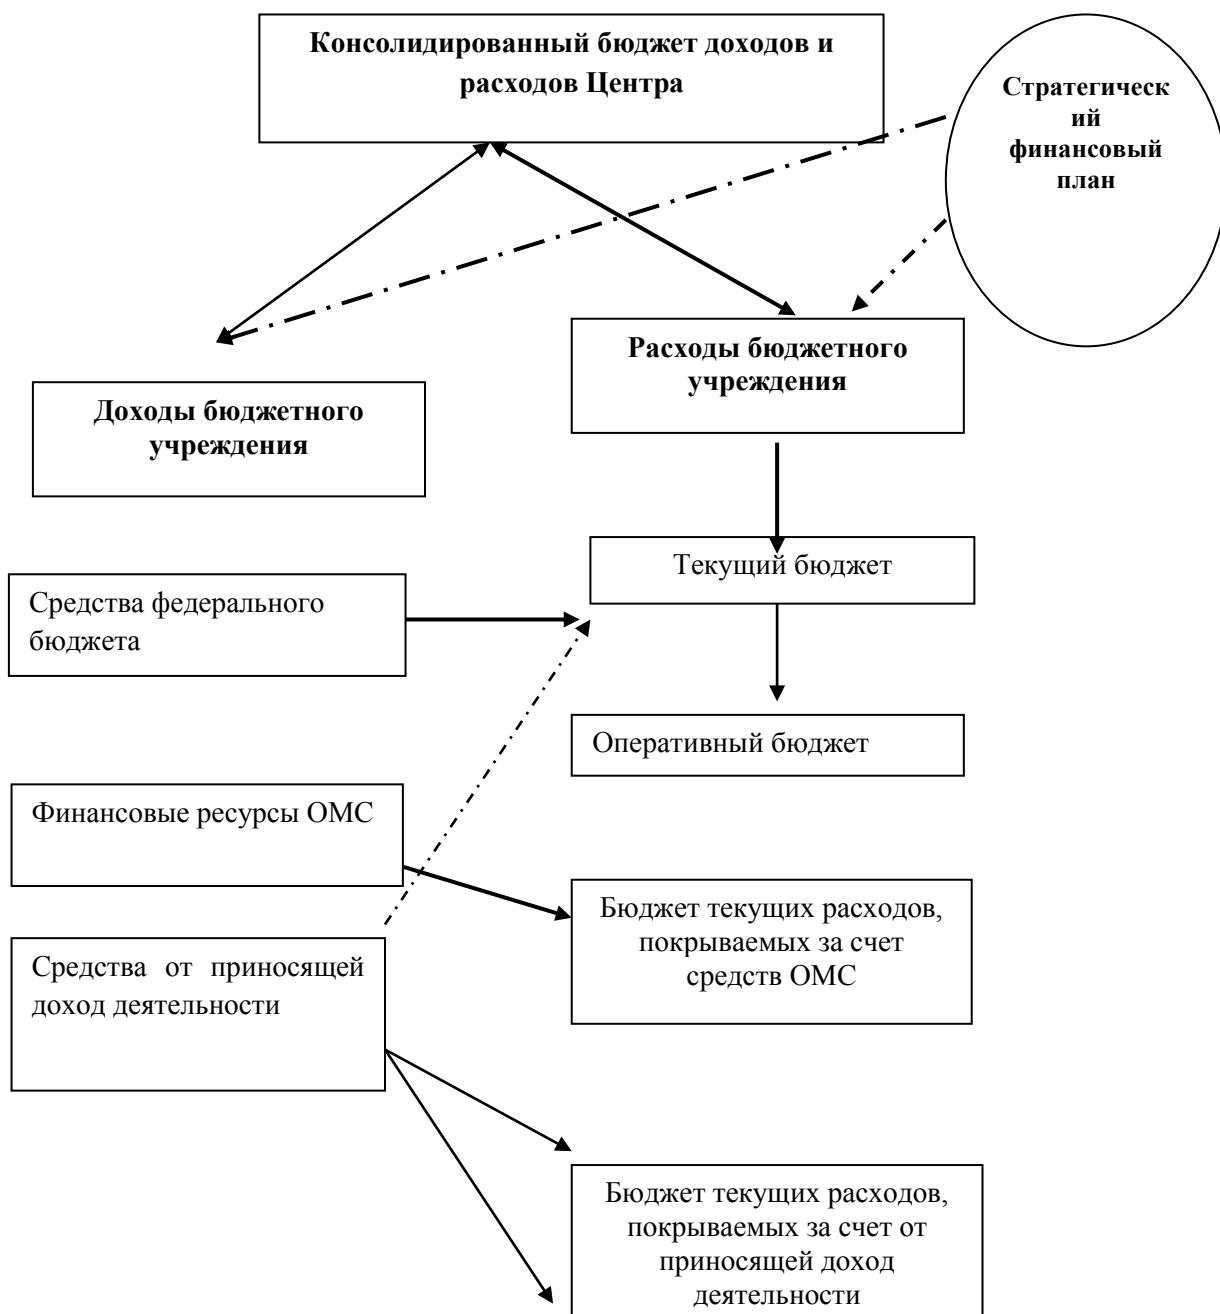 Консолидированный бюджет доходов и
расходов Центра
Стратегическ
ий
финансовый
план
Расходы бюджетного
учреждения
Доходы бюджетного
учреждения
Текущий бюджет
Средства федерального
бюджета
Оперативный бюджет
Финансовые ресурсы ОМС
Бюджет текущих расходов,
покрываемых за счет
средств ОМС
Средства от приносящей
доход деятельности
Бюджет текущих расходов,
покрываемых за счет от
приносящей доход
деятельности